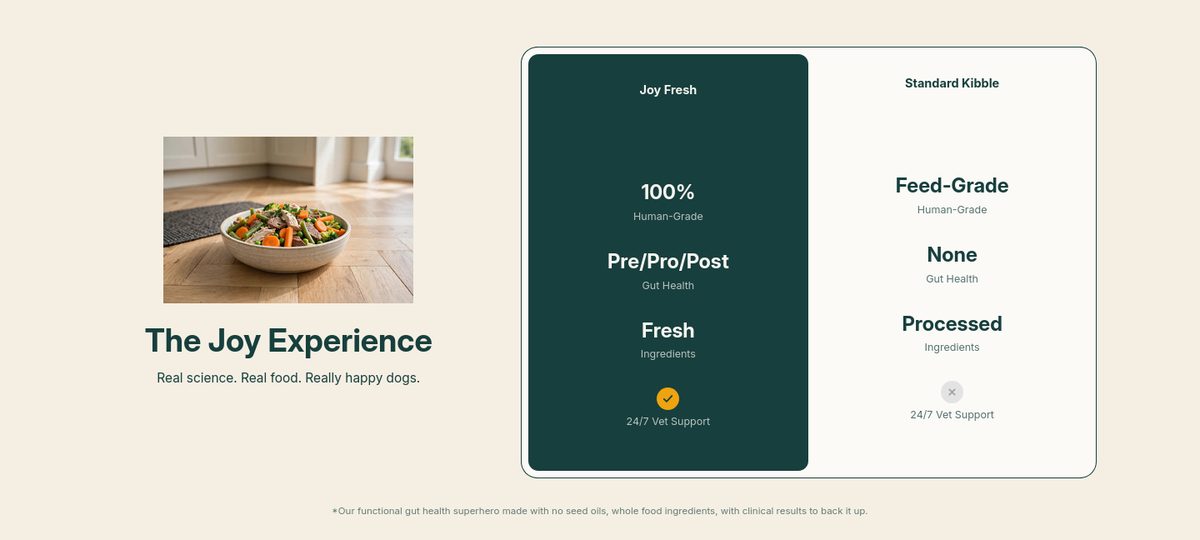 The Joy Experience
Real science. Real food. Really happy dogs.
Joy Fresh
100%
Human-Grade
Pre/Pro/Post
Gut Health
Fresh
Ingredients
24/7 Vet Support
Standard Kibble
Feed-Grade
Human-Grade
None
Gut Health
Processed
Ingredients
24/7 Vet Support
*Our functional gut health superhero made with no seed oils, whole food ingredients, with clinical results to back it up.